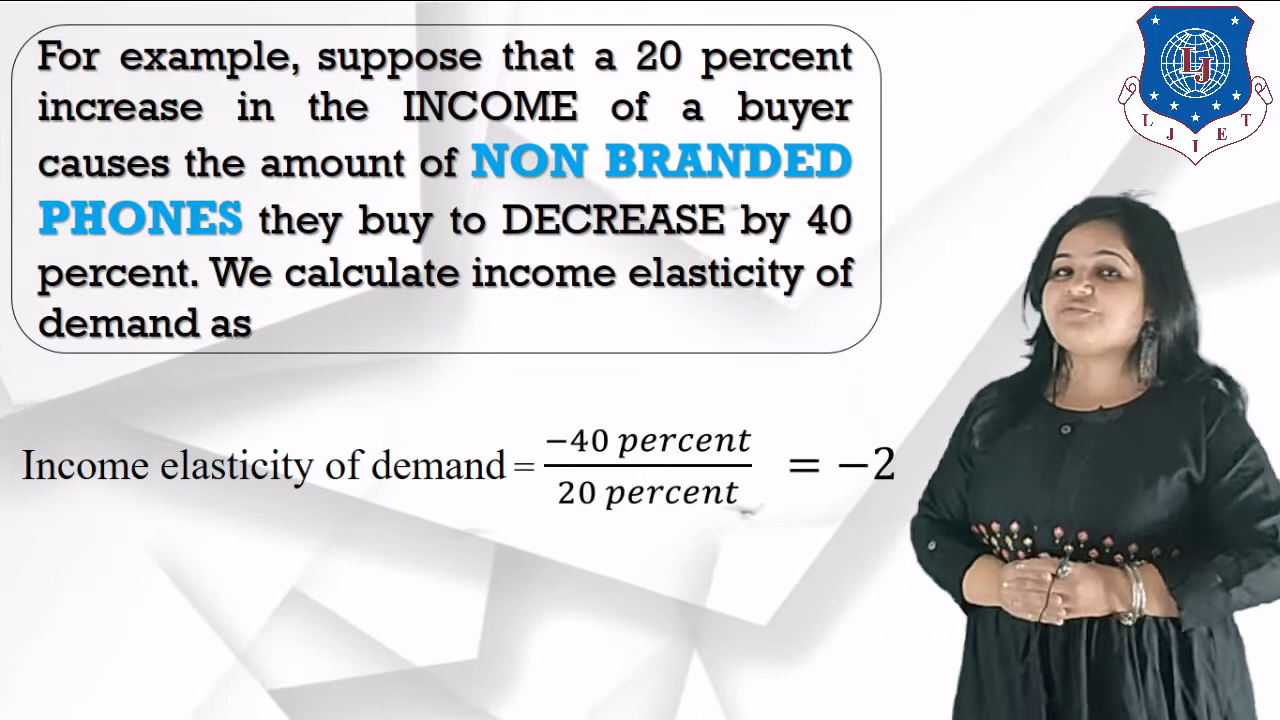 For example, suppose that a 20 percent
increase in the INCOME of a buyer
causes the amount of NON BRANDED
PHONES they buy to DECREASE by 40
percent. We calculate income elasticity of
demand as
Income elasticity of demand = −40 percent / 20 percent = −2
LJ
L J I E T